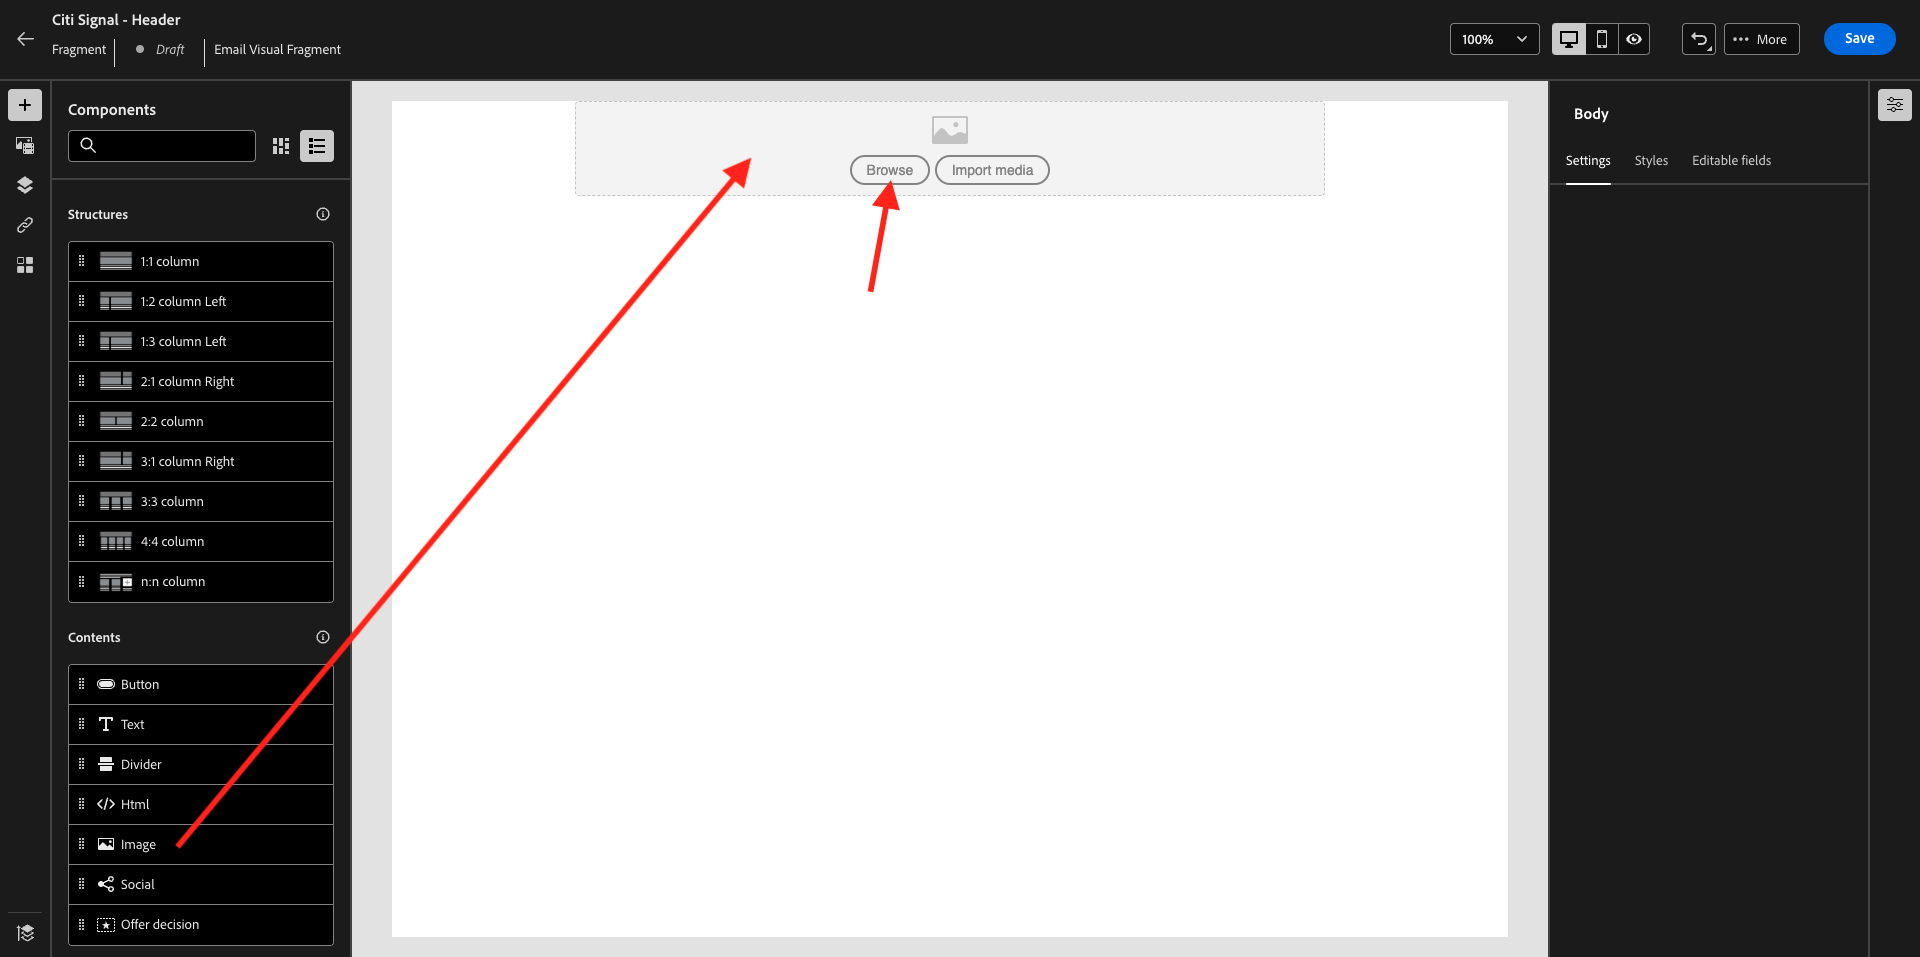 Citi Signal - Header
Fragment
Draft
Email Visual Fragment
100%
More
Save
Components
Structures
1:1 column
1:2 column Left
1:3 column Left
2:1 column Right
2:2 column
3:1 column Right
3:3 column
4:4 column
n:n column
Contents
Button
Text
Divider
Html
Image
Social
Offer decision
Browse
Import media
Body
Settings
Styles
Editable fields